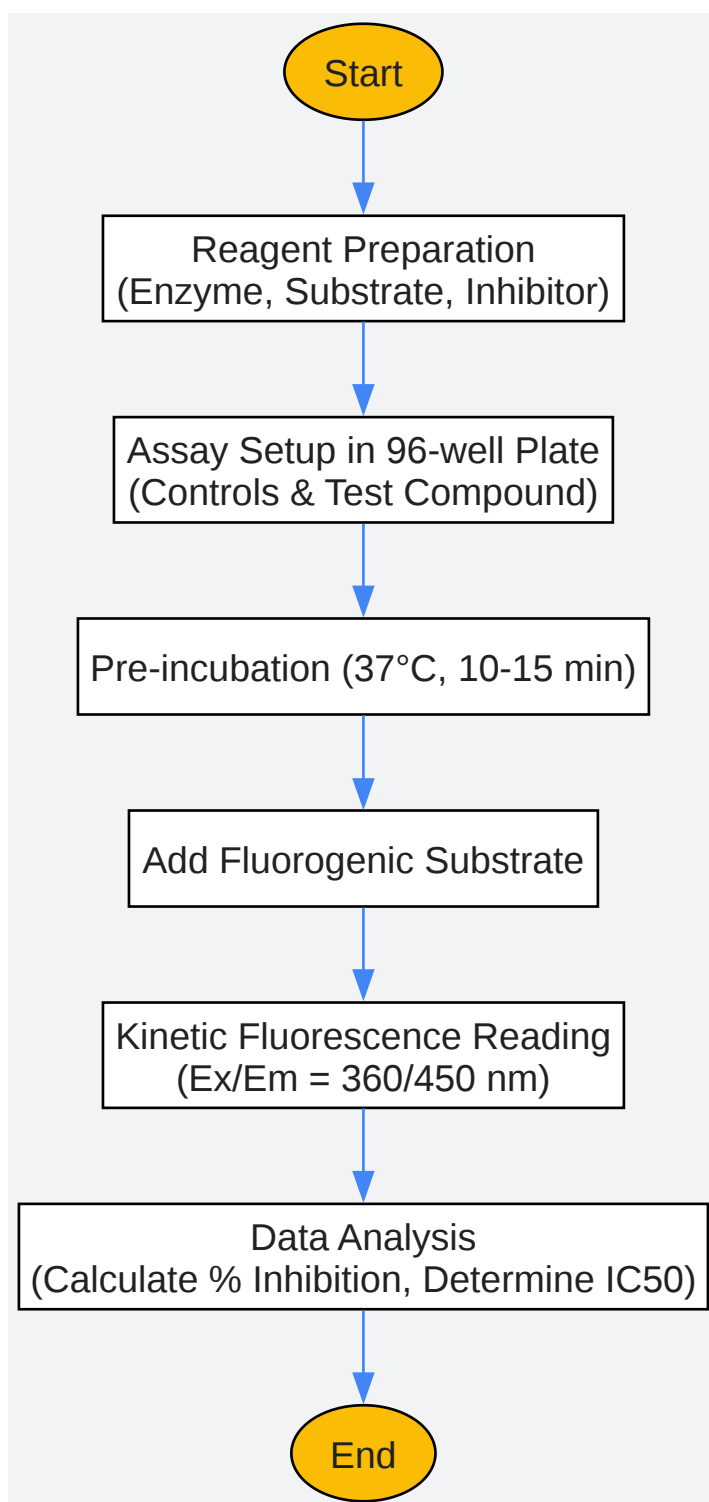 Start
Reagent Preparation
(Enzyme, Substrate, Inhibitor)
Assay Setup in 96-well Plate
(Controls & Test Compound)
Pre-incubation (37°C, 10-15 min)
Add Fluorogenic Substrate
Kinetic Fluorescence Reading
(Ex/Em = 360/450 nm)
Data Analysis
(Calculate % Inhibition, Determine IC50)
End